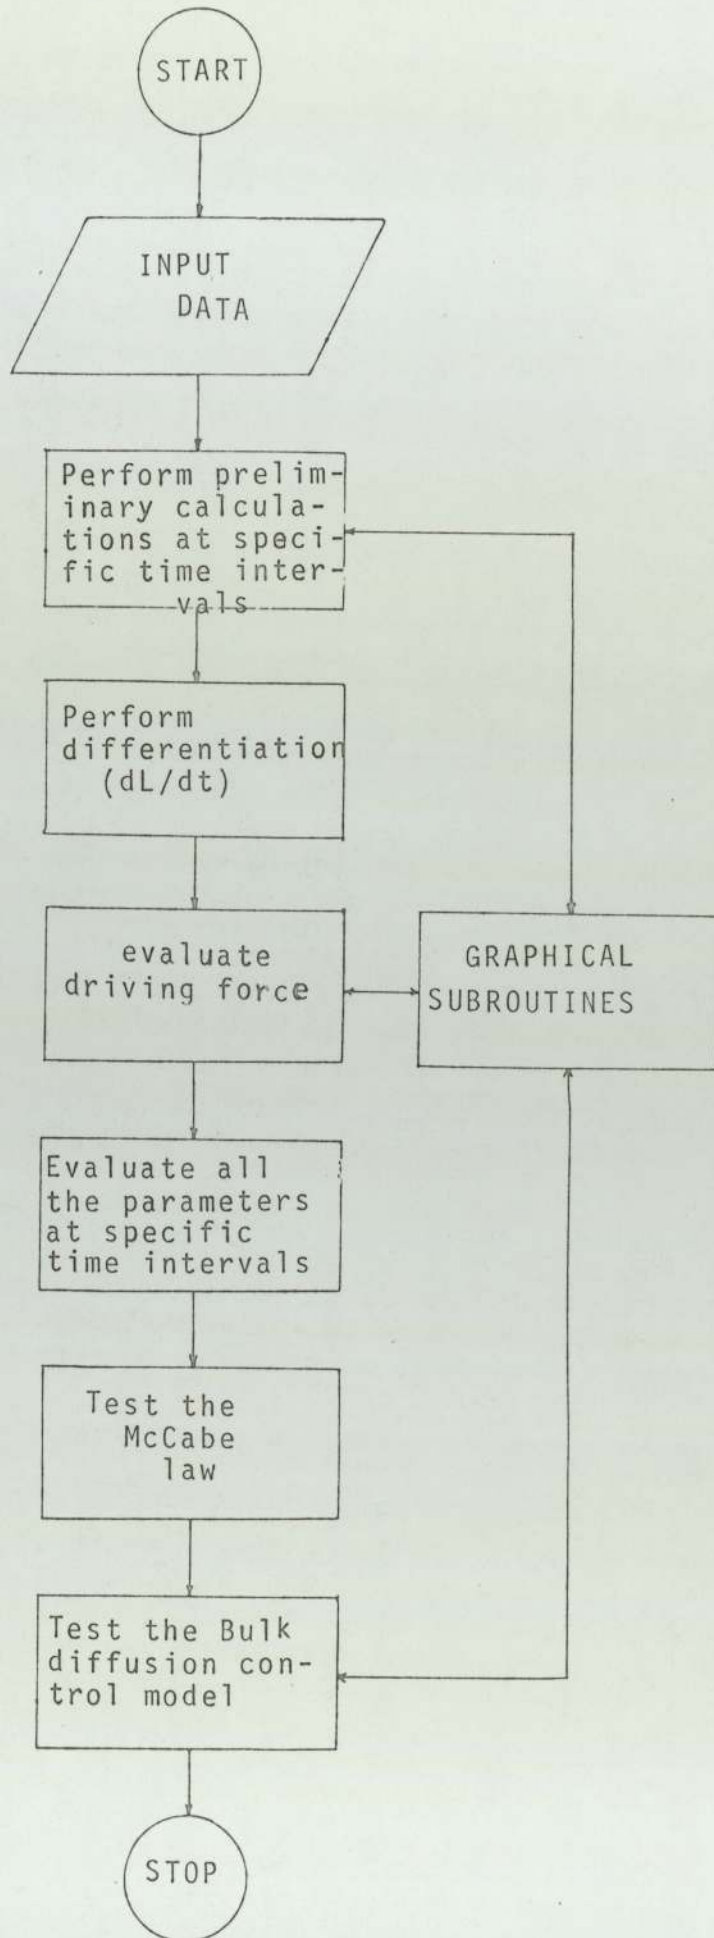 START
INPUT
DATA
Perform prelim-
inary calcula-
tions at speci-
fic time inter-
vals
Perform
differentiation
(dL/dt)
evaluate
driving force
GRAPHICAL
SUBROUTINES
Evaluate all
the parameters
at specific
time intervals
Test the
McCabe
law
Test the Bulk
diffusion con-
trol model
STOP